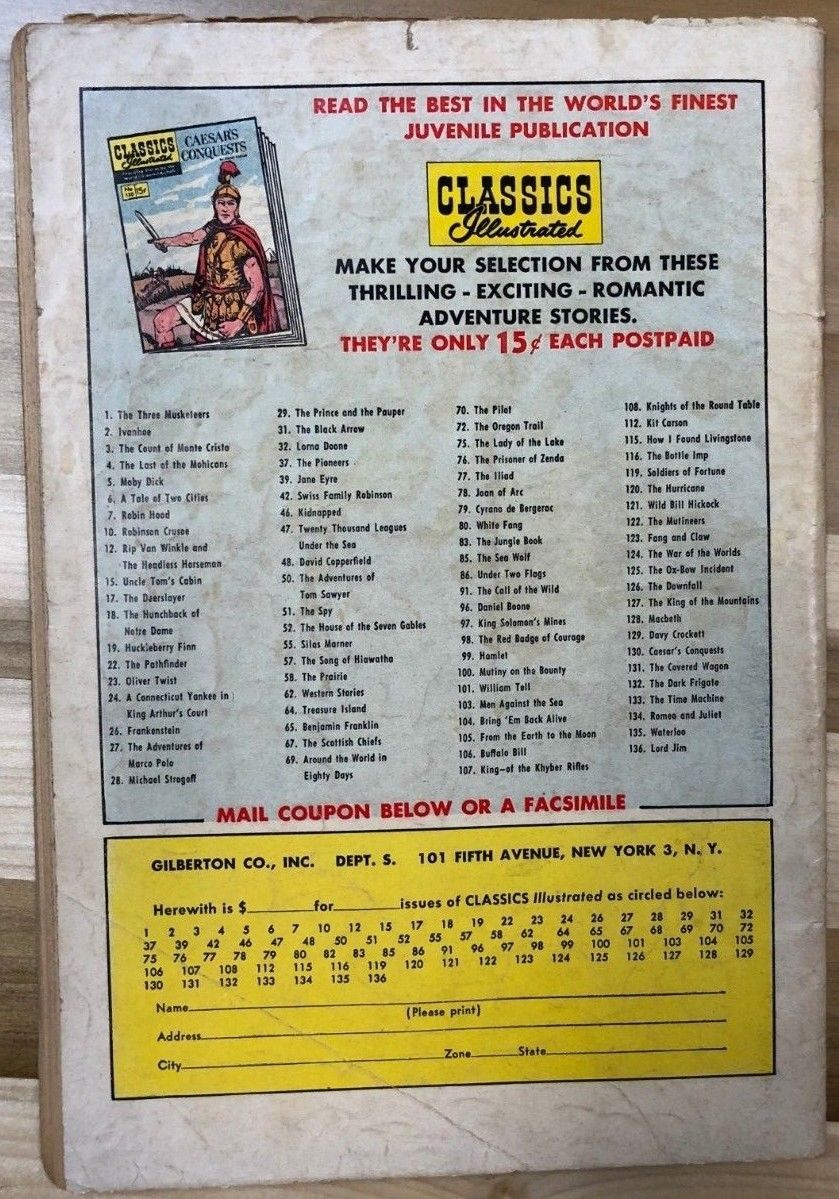 READ THE BEST IN THE WORLD'S FINEST
JUVENILE PUBLICATION
CLASSICS
Illustrated
CAESAR'S
CONQUESTS
No
130
15¢
CLASSICS
Illustrated
MAKE YOUR SELECTION FROM THESE
THRILLING - EXCITING - ROMANTIC
ADVENTURE STORIES.
THEY'RE ONLY 15¢ EACH POSTPAID
1. The Three Musketeers
2. Ivanhoe
3. The Count of Monte Cristo
4. The Last of the Mohicans
5. Moby Dick
6. A Tale of Two Cities
7. Robin Hood
10. Robinson Crusoe
12. Rip Van Winkle and
The Headless Horseman
15. Uncle Tom's Cabin
17. The Deerslayer
18. The Hunchback of
Notre Dame
19. Huckleberry Finn
22. The Pathfinder
23. Oliver Twist
24. A Connecticut Yankee in
King Arthur's Court
26. Frankenstein
27. The Adventures of
Marco Polo
28. Michael Strogoff
29. The Prince and the Pauper
31. The Black Arrow
32. Lorna Doone
37. The Pioneers
39. Jane Eyre
42. Swiss Family Robinson
46. Kidnapped
47. Twenty Thousand Leagues
Under the Sea
48. David Copperfield
50. The Adventures of
Tom Sawyer
51. The Spy
52. The House of the Seven Gables
55. Silas Marner
57. The Song of Hiawatha
58. The Prairie
62. Western Stories
64. Treasure Island
65. Benjamin Franklin
67. The Scottish Chiefs
69. Around the World in
Eighty Days
70. The Pilot
72. The Oregon Trail
75. The Lady of the Lake
76. The Prisoner of Zenda
77. The Iliad
78. Joan of Arc
79. Cyrano de Bergerac
80. White Fang
83. The Jungle Book
85. The Sea Wolf
86. Under Two Flags
91. The Call of the Wild
96. Daniel Boone
97. King Solomon's Mines
98. The Red Badge of Courage
99. Hamlet
100. Mutiny on the Bounty
101. William Tell
103. Men Against the Sea
104. Bring 'Em Back Alive
105. From the Earth to the Moon
106. Buffalo Bill
107. King-of the Khyber Rifles
108. Knights of the Round Table
112. Kit Carson
115. How I Found Livingstone
116. The Bottle Imp
119. Soldiers of Fortune
120. The Hurricane
121. Wild Bill Hickock
122. The Mutineers
123. Fang and Claw
124. The War of the Worlds
125. The Ox-Bow Incident
126. The Downfall
127. The King of the Mountains
128. Macbeth
129. Davy Crockett
130. Caesar's Conquests
131. The Covered Wagon
132. The Dark Frigate
133. The Time Machine
134. Romeo and Juliet
135. Waterloo
136. Lord Jim
MAIL COUPON BELOW OR A FACSIMILE
GILBERTON CO., INC. DEPT. S. 101 FIFTH AVENUE, NEW YORK 3, N. Y.
Herewith is $ for issues of CLASSICS Illustrated as circled below:
1 2 3 4 5 6 7 10 12 15 17 18 19 22 23 24 26 27 28 29 31 32
37 39 42 46 47 48 50 51 52 55 57 58 62 64 65 67 68 69 70 72
75 76 77 78 79 80 82 83 85 86 91 96 97 98 99 100 101 103 104 105
106 107 108 112 115 116 119 120 121 122 123 124 125 126 127 128 129
130 131 132 133 134 135 136
Name
(Please print)
Address
City Zone State